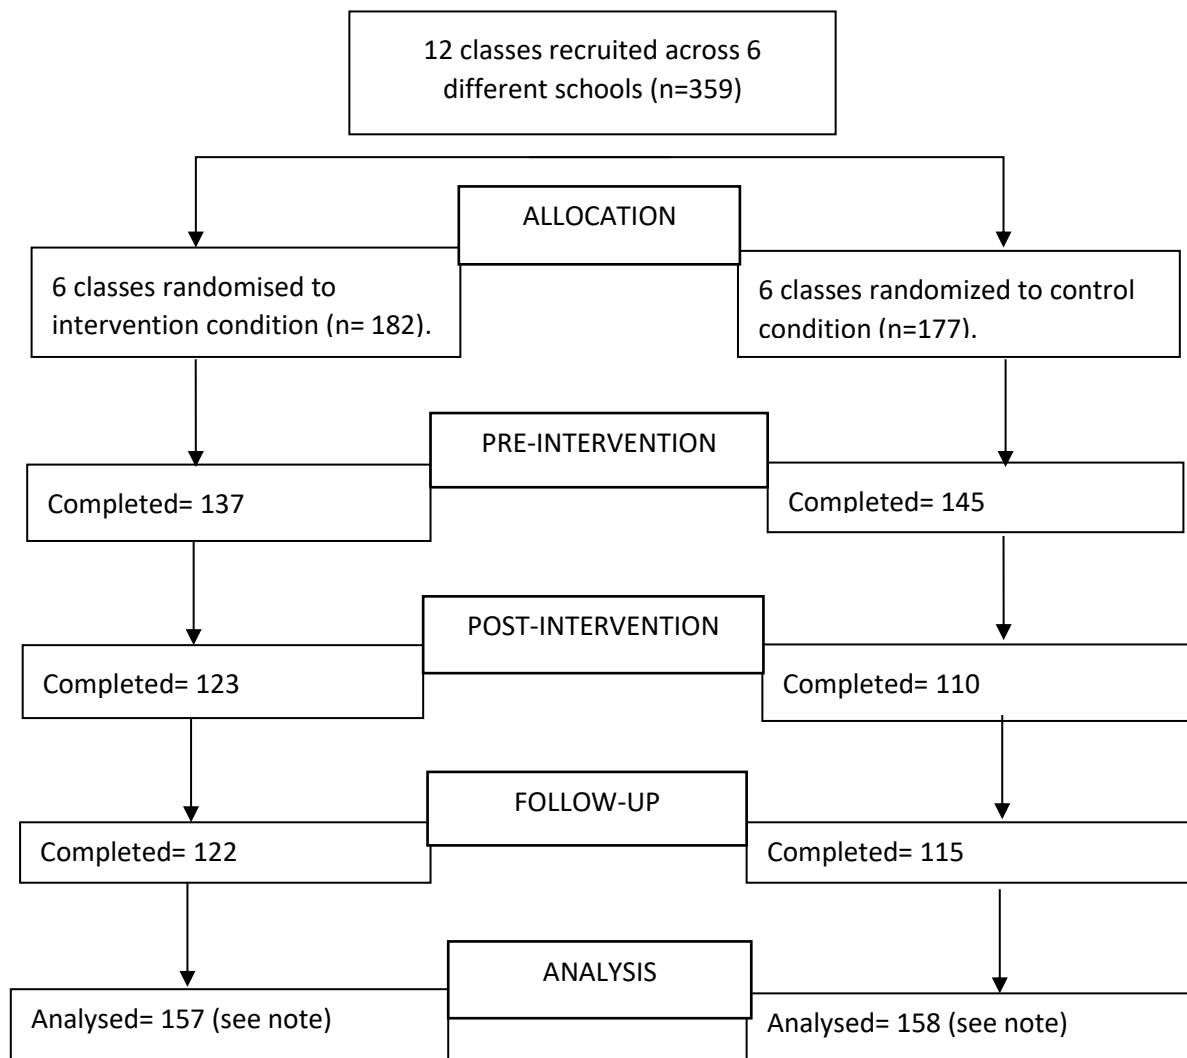 12 classes recruited across 6
different schools (n=359)
ALLOCATION
6 classes randomised to
intervention condition (n= 182).
6 classes randomized to control
condition (n=177).
PRE-INTERVENTION
Completed= 137
Completed= 145
POST-INTERVENTION
Completed= 123
Completed= 110
FOLLOW-UP
Completed= 122
Completed= 115
ANALYSIS
Analysed= 157 (see note)
Analysed= 158 (see note)